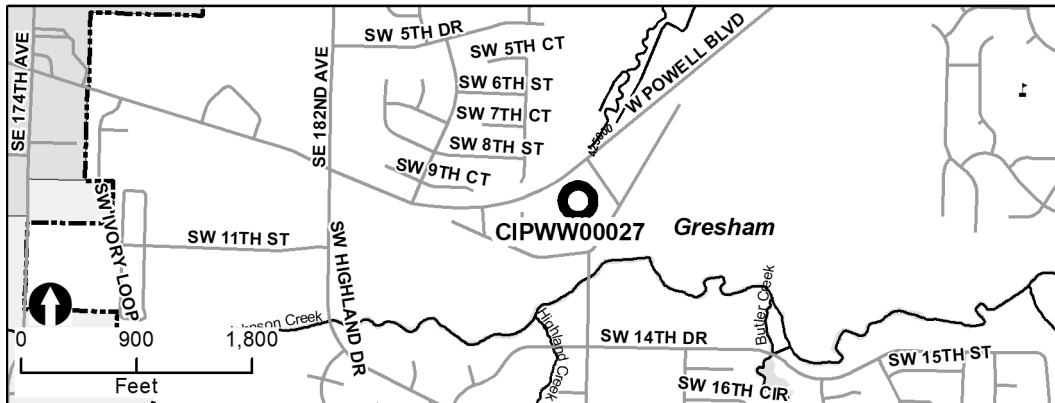 SE 174TH AVE
SW 5TH DR
SW 5TH CT
SE 182ND AVE
W POWELL BLVD
SW 6TH ST
SW 7TH CT
SW 8TH ST
SW 9TH CT
SW IVORY LOOP
CIPWW00027
Gresham
SW 11TH ST
SW HIGHLAND DR
Johnson Creek
Highland Creek
Butler Creek
SW 14TH DR
SW 15TH ST
SW 16TH CIR
0 900 1,800
Feet